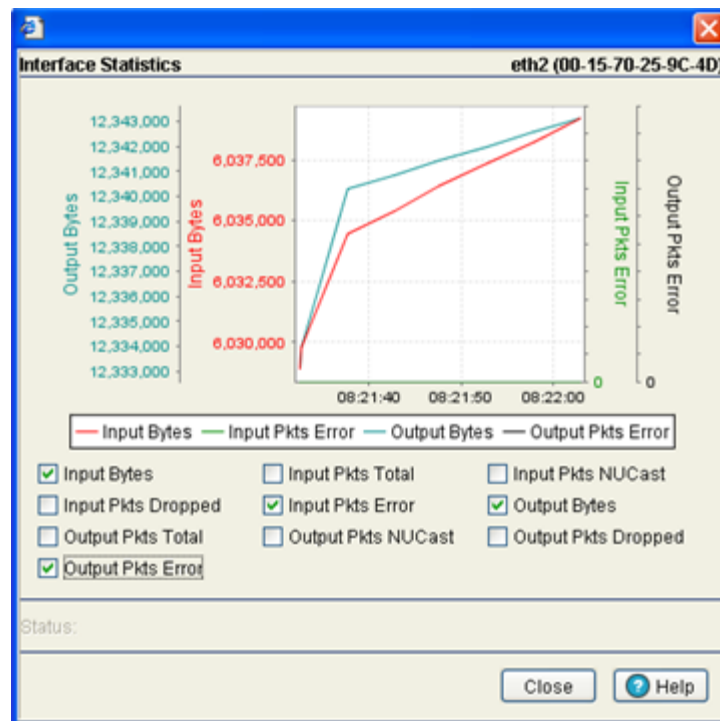 Interface Statistics eth2 (00-15-70-25-9C-4D)
Output Bytes
12,343,000
12,342,000
12,341,000
12,340,000
12,339,000
12,338,000
12,337,000
12,336,000
12,335,000
12,334,000
12,333,000
Input Bytes
6,037,500
6,035,000
6,032,500
6,030,000
Input Pkts Error
0
Output Pkts Error
0
08:21:40 08:21:50 08:22:00
Input Bytes Input Pkts Error Output Bytes Output Pkts Error
Input Bytes Input Pkts Total Input Pkts NUCast
Input Pkts Dropped Input Pkts Error Output Bytes
Output Pkts Total Output Pkts NUCast Output Pkts Dropped
Output Pkts Error
Status:
Close ? Help